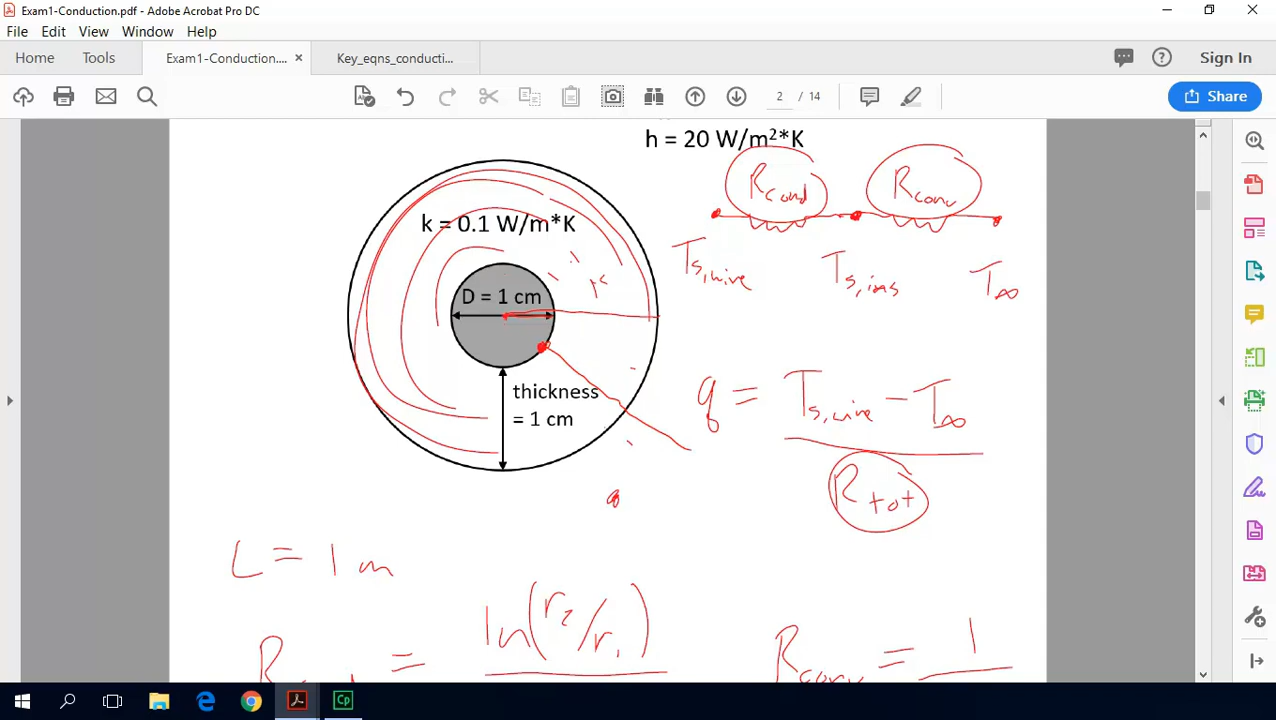 Exam1-Conduction.pdf - Adobe Acrobat Pro DC
File Edit View Window Help
Home Tools Exam1-Conduction.... × Key_eqns_conducti... Sign In
2 / 14 Share
h = 20 W/m²*K
R_cond R_conv
k = 0.1 W/m*K
T_s,wire T_s,ins T_∞
D = 1 cm
thickness
= 1 cm
q = (T_s,wire − T_∞) / R_tot
L = 1 m
ln(r₂/r₁)
= R_conv = 1
Cp